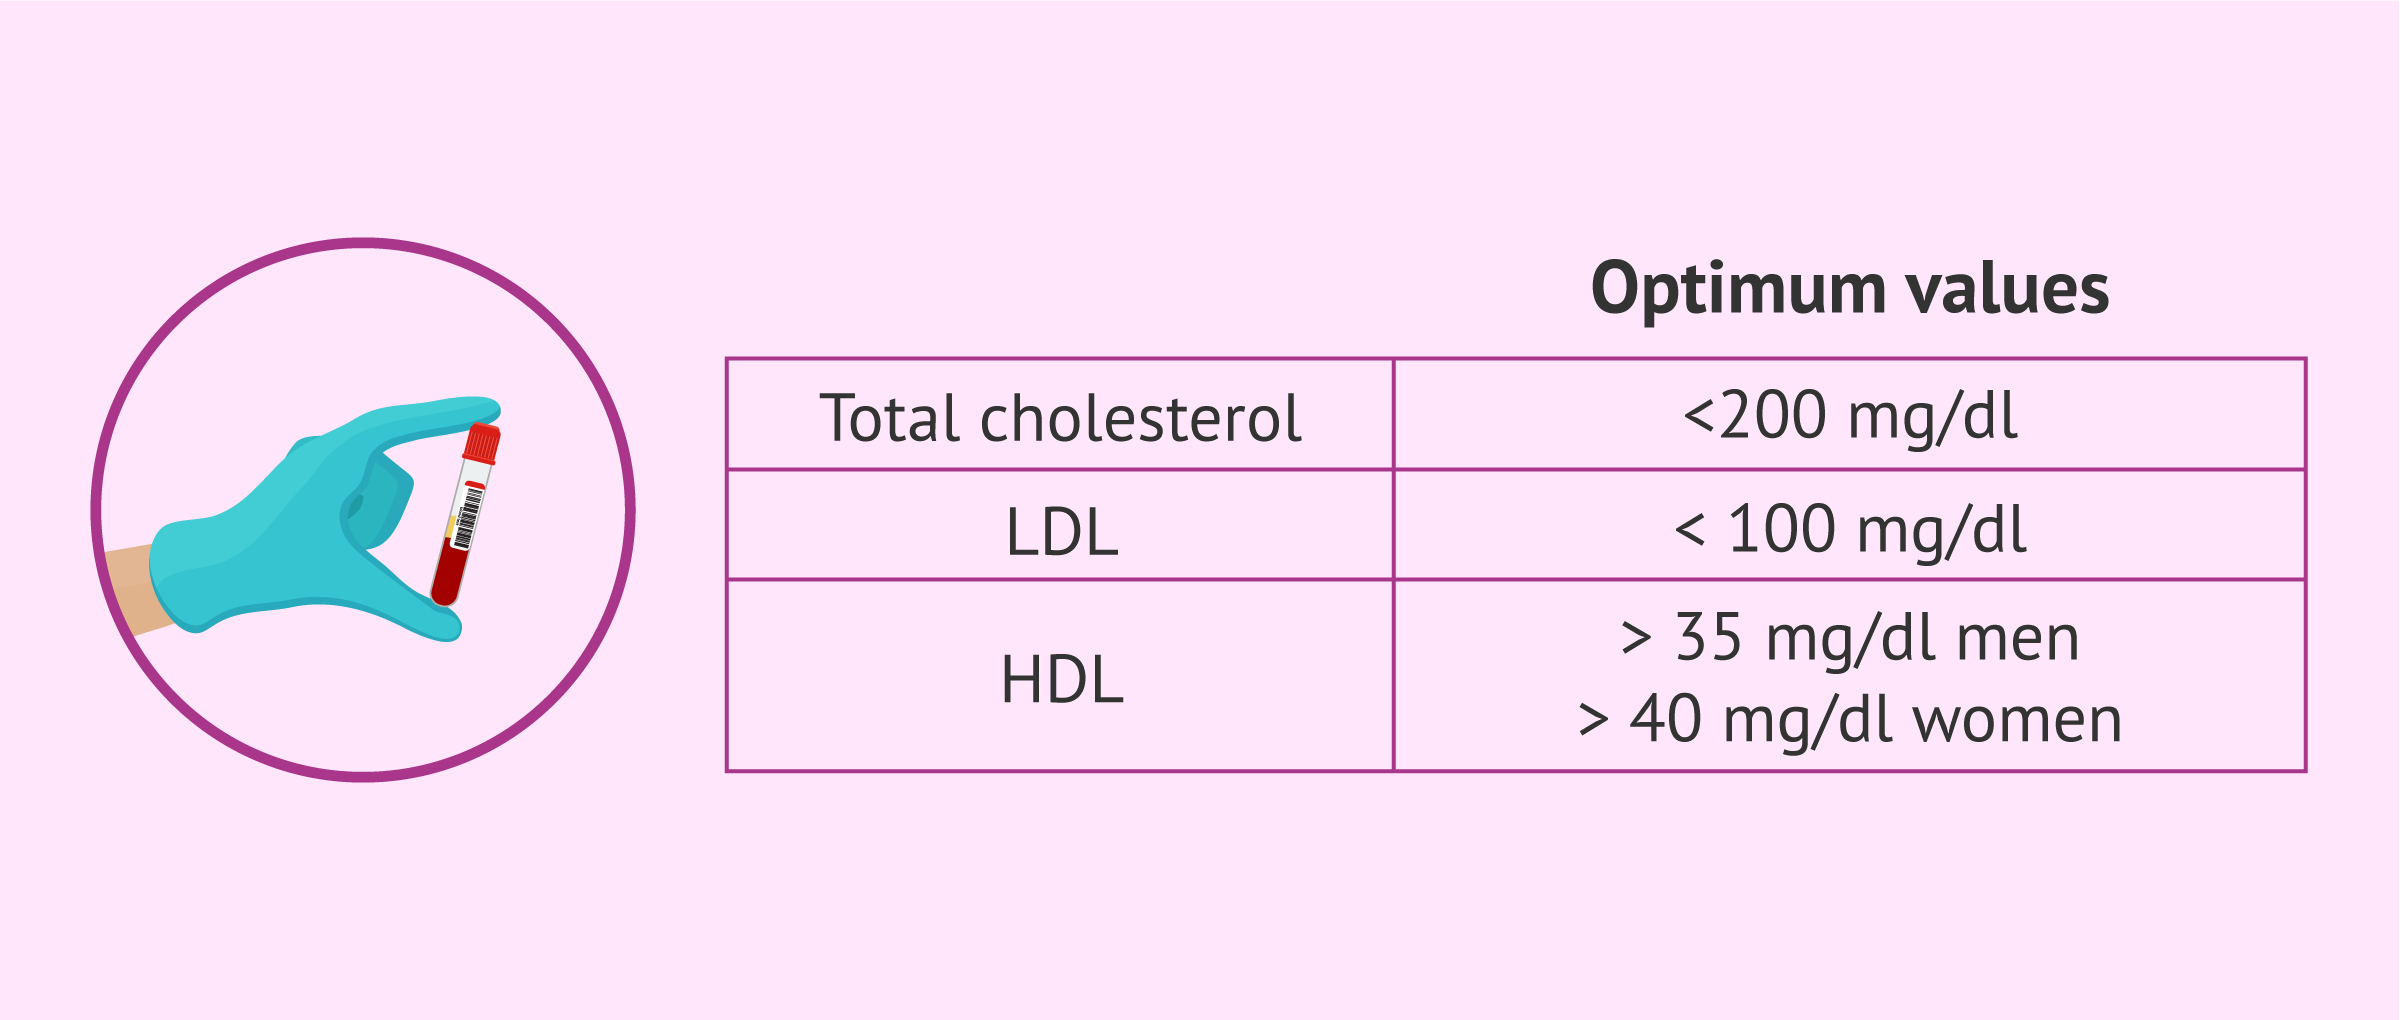 Optimum values
Total cholesterol
<200 mg/dl
LDL
< 100 mg/dl
HDL
> 35 mg/dl men
> 40 mg/dl women